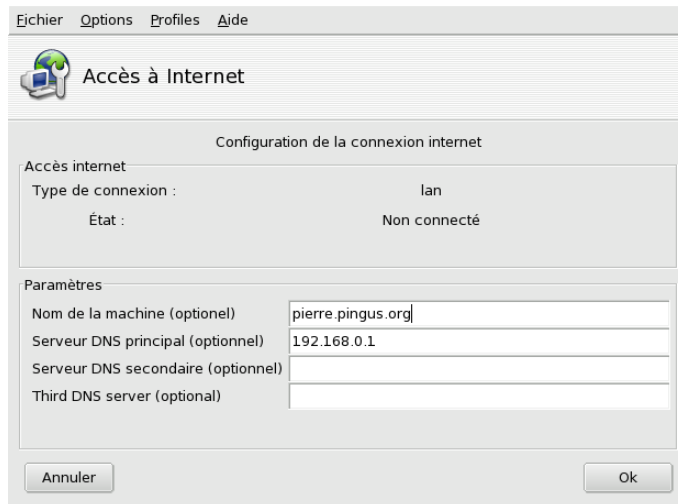 Fichier Options Profiles Aide
Accès à Internet
Configuration de la connexion internet
Accès internet
Type de connexion : lan
État : Non connecté
Paramètres
Nom de la machine (optionel) pierre.pingus.org
Serveur DNS principal (optionnel) 192.168.0.1
Serveur DNS secondaire (optionnel)
Third DNS server (optional)
Annuler Ok